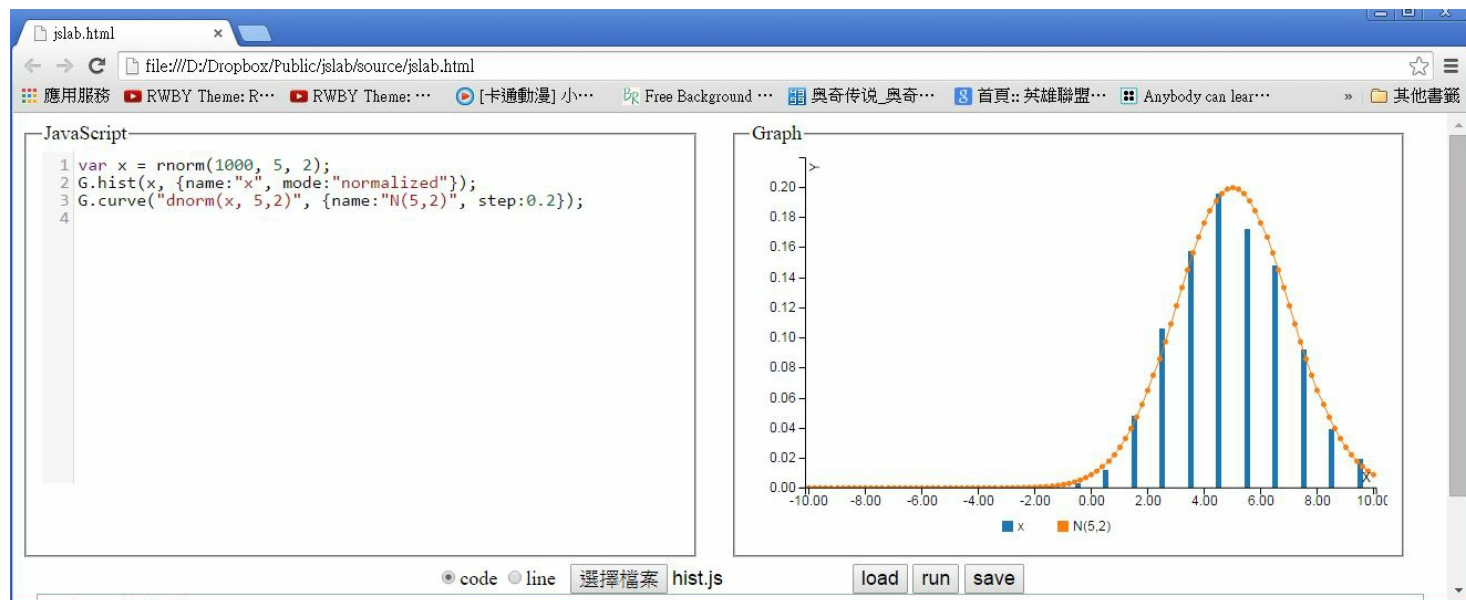 jslab.html
file:///D:/Dropbox/Public/jslab/source/jslab.html
應用服務 RWBY Theme: R… RWBY Theme: … [卡通動漫] 小… Free Background … 奥奇传说_奥奇… 首頁:: 英雄聯盟… Anybody can lear… » 其他書籤
JavaScript
1 var x = rnorm(1000, 5, 2);
2 G.hist(x, {name:"x", mode:"normalized"});
3 G.curve("dnorm(x, 5,2)", {name:"N(5,2)", step:0.2});
4
Graph
Y
0.20
0.18
0.16
0.14
0.12
0.10
0.08
0.06
0.04
0.02
0.00
X
-10.00 -8.00 -6.00 -4.00 -2.00 0.00 2.00 4.00 6.00 8.00 10.00
x N(5,2)
code line 選擇檔案 hist.js load run save